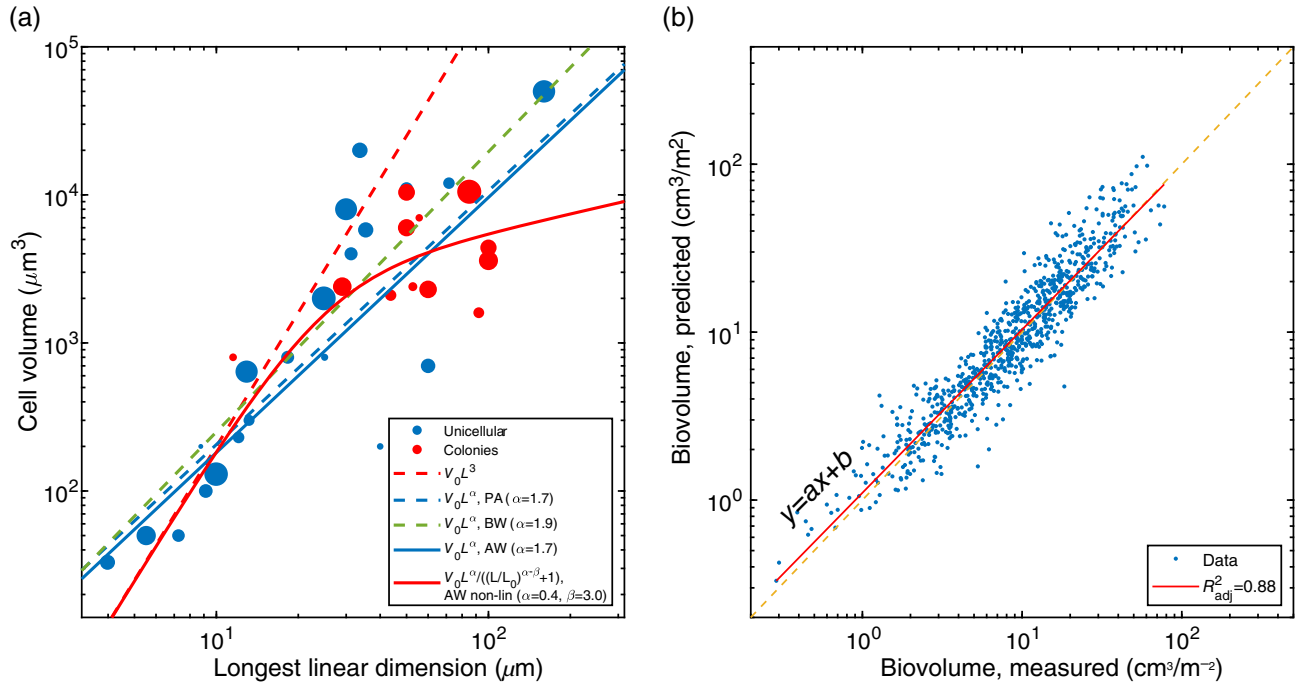 (a)
10^5
10^4
10^3
10^2
Cell volume (μm^3)
10^1
10^2
Longest linear dimension (μm)
Unicellular
Colonies
V_0L^3
V_0L^α, PA (α=1.7)
V_0L^α, BW (α=1.9)
V_0L^α, AW (α=1.7)
V_0L^α/((L/L_0)^α-β+1),
AW non-lin (α=0.4, β=3.0)
(b)
10^2
10^1
10^0
Biovolume, predicted (cm^3/m^2)
y=ax+b
10^0
10^1
10^2
Biovolume, measured (cm^3/m^-2)
Data
R^2_adj=0.88